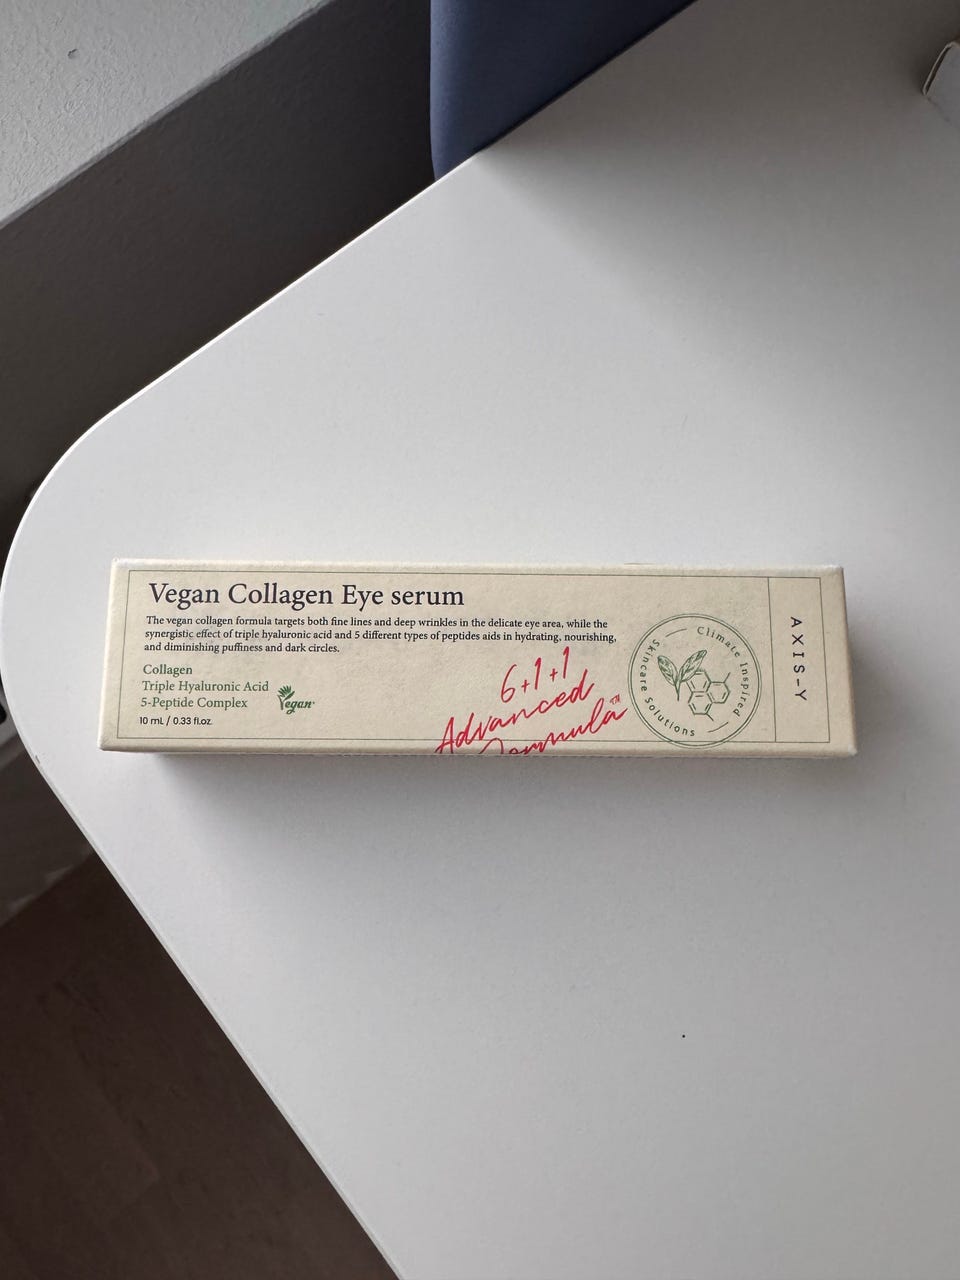 Vegan Collagen Eye serum
The vegan collagen formula targets both fine lines and deep wrinkles in the delicate eye area, while the
synergistic effect of triple hyaluronic acid and 5 different types of peptides aids in hydrating, nourishing,
and diminishing puffiness and dark circles.
Collagen
Triple Hyaluronic Acid
5-Peptide Complex
Vegan
10 mL / 0.33 fl.oz.
6+1+1
Advanced
Formula™
Climate Inspired
Skincare Solutions
AXIS-Y